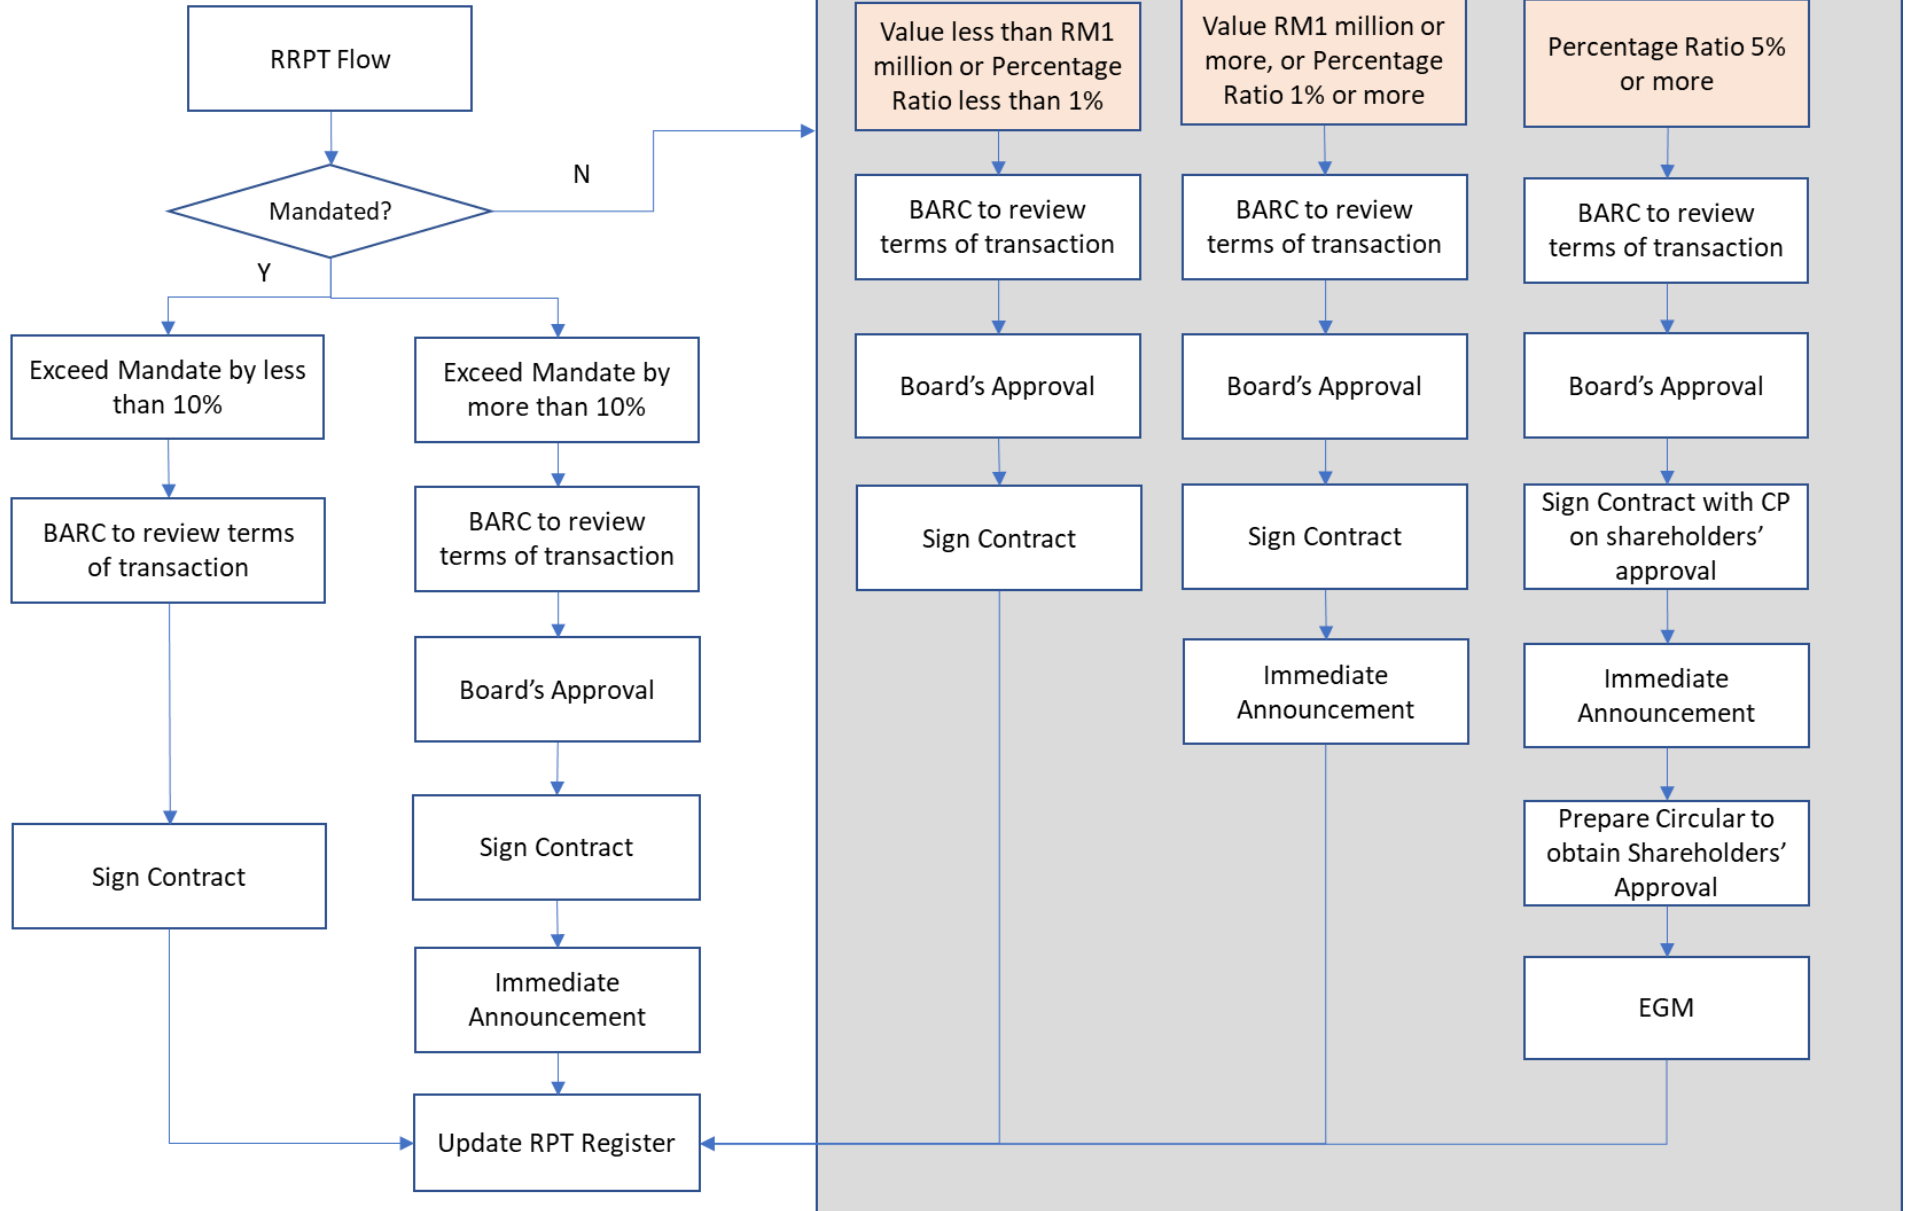 RRPT Flow
Mandated?
N
Y
Exceed Mandate by less
than 10%
BARC to review terms
of transaction
Sign Contract
Exceed Mandate by
more than 10%
BARC to review
terms of transaction
Board’s Approval
Sign Contract
Immediate
Announcement
Update RPT Register
Value less than RM1
million or Percentage
Ratio less than 1%
BARC to review
terms of transaction
Board’s Approval
Sign Contract
Value RM1 million or
more, or Percentage
Ratio 1% or more
BARC to review
terms of transaction
Board’s Approval
Sign Contract
Immediate
Announcement
Percentage Ratio 5%
or more
BARC to review
terms of transaction
Board’s Approval
Sign Contract with CP
on shareholders’
approval
Immediate
Announcement
Prepare Circular to
obtain Shareholders’
Approval
EGM